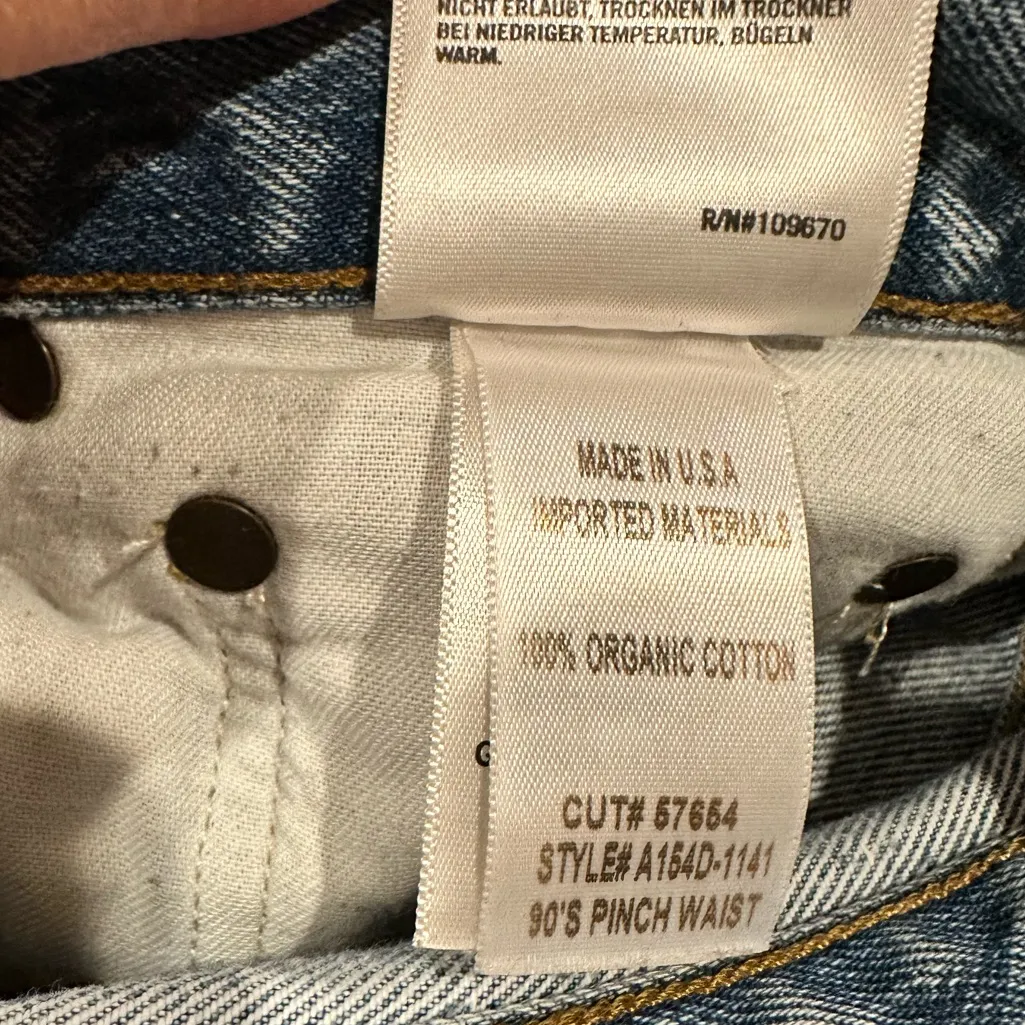 NICHT ERLAUBT, TROCKNEN IM TROCKNER
BEI NIEDRIGER TEMPERATUR, BÜGELN
WARM.
R/N#109670
MADE IN U.S.A
IMPORTED MATERIALS
100% ORGANIC COTTON
G
CUT# 57654
STYLE# A154D-1141
90'S PINCH WAIST